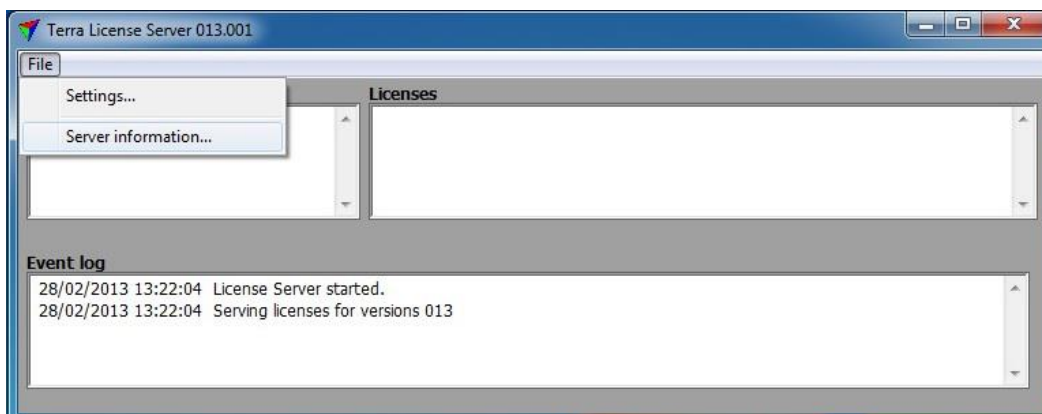 Terra License Server 013.001
File
Settings...
Server information...
Licenses
Event log
28/02/2013 13:22:04 License Server started.
28/02/2013 13:22:04 Serving licenses for versions 013